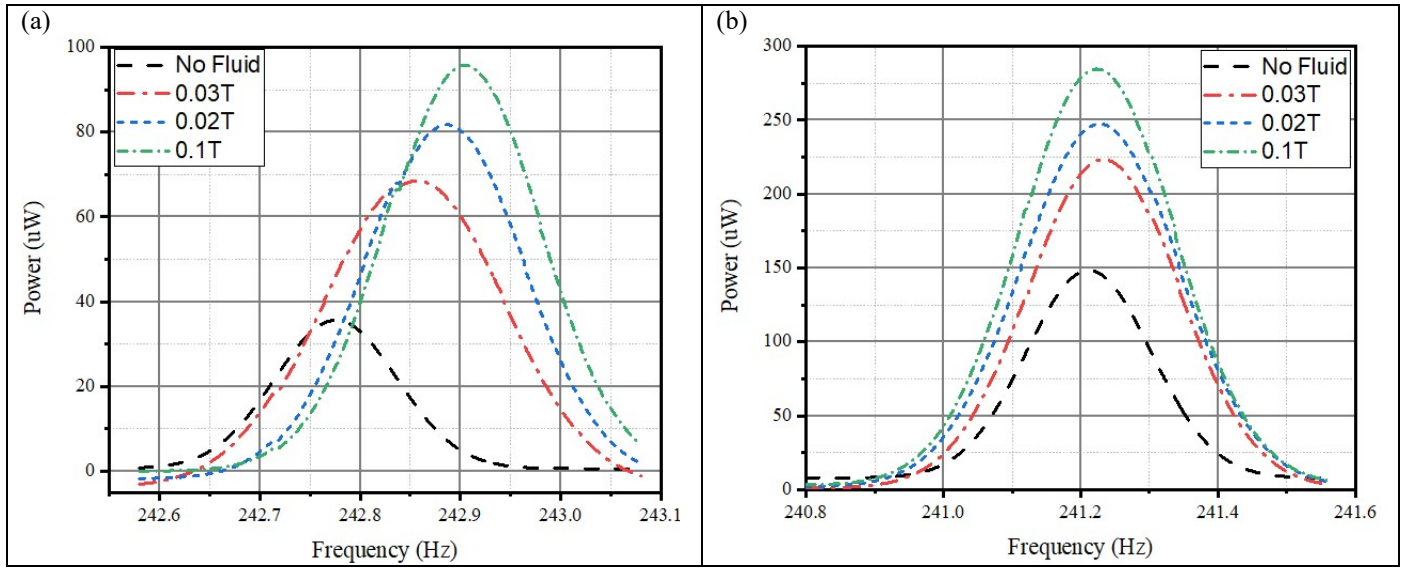 (a)
100
80
60
40
20
0
Power (uW)
No Fluid
0.03T
0.02T
0.1T
242.6 242.7 242.8 242.9 243.0 243.1
Frequency (Hz)
(b)
300
250
200
150
100
50
0
Power (uW)
No Fluid
0.03T
0.02T
0.1T
240.8 241.0 241.2 241.4 241.6
Frequency (Hz)